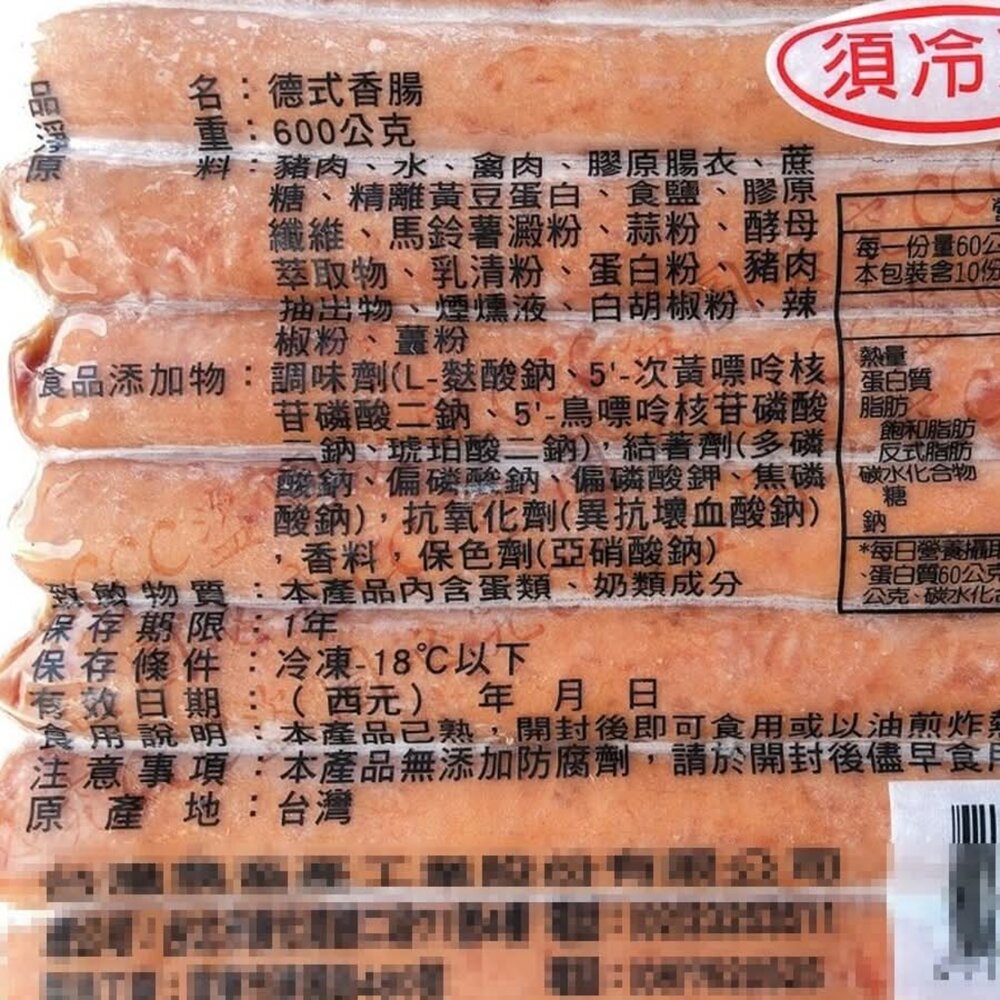 須冷
品名：德式香腸
淨重：600公克
原料：豬肉、水、禽肉、膠原腸衣、蔗
糖、精離黃豆蛋白、食鹽、膠原
纖維、馬鈴薯澱粉、蒜粉、酵母
萃取物、乳清粉、蛋白粉、豬肉
抽出物、煙燻液、白胡椒粉、辣
椒粉、薑粉
食品添加物：調味劑(L-麩酸鈉、5'-次黃嘌呤核
苷磷酸二鈉、5'-鳥嘌呤核苷磷酸
二鈉、琥珀酸二鈉)，結著劑(多磷
酸鈉、偏磷酸鈉、偏磷酸鉀、焦磷
酸鈉)，抗氧化劑(異抗壞血酸鈉)
，香料，保色劑(亞硝酸鈉)
致敏物質：本產品內含蛋類、奶類成分
保存期限：1年
保存條件：冷凍-18℃以下
有效日期：（西元） 年 月 日
食用說明：本產品已熟，開封後即可食用或以油煎炸
注意事項：本產品無添加防腐劑，請於開封後儘早食用
原產地：台灣
每一份量60公
本包裝含10份
熱量
蛋白質
脂肪
飽和脂肪
反式脂肪
碳水化合物
糖
鈉
*每日營養攝取
、蛋白質60公克
公克、碳水化